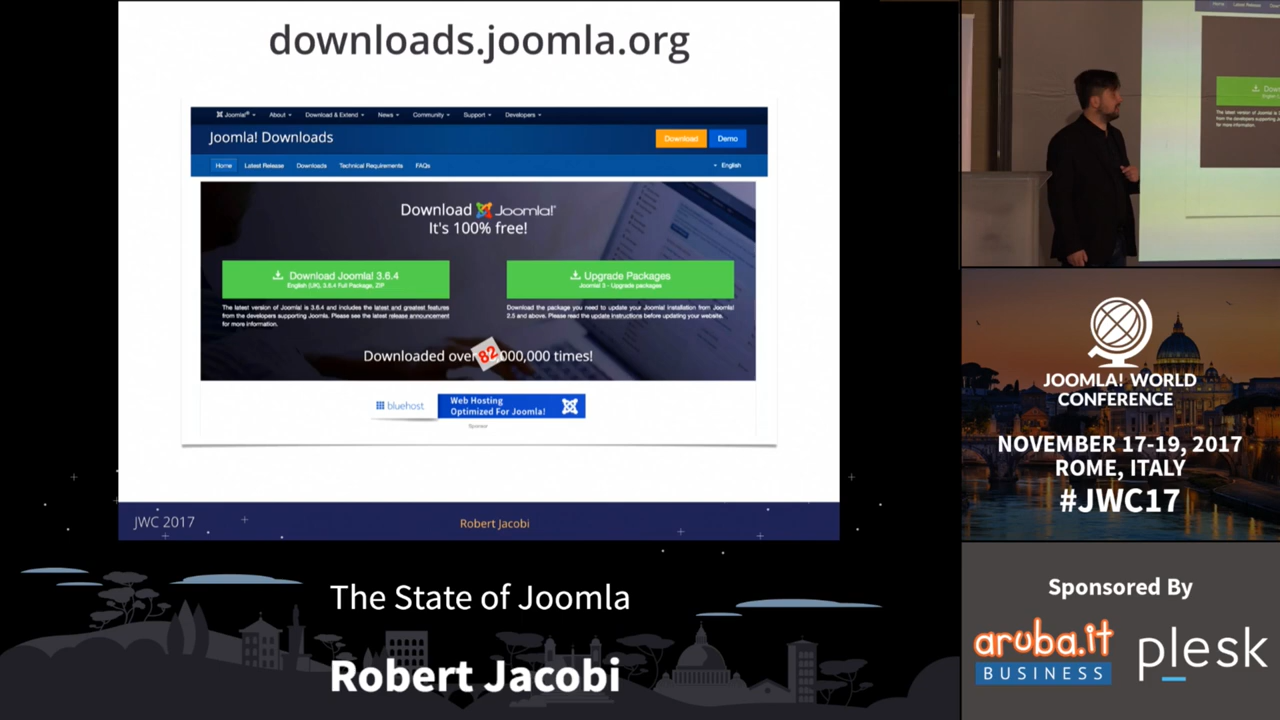 downloads.joomla.org
Joomla!® About Download & Extend News Community Support Developers
Joomla! Downloads
Download Demo
Home Latest Release Downloads Technical Requirements FAQs English
Download Joomla!
It's 100% free!
Download Joomla! 3.6.4
English (UK), 3.6.4 Full Package, ZIP
The latest version of Joomla! is 3.6.4 and includes the latest and greatest features
from the developers supporting Joomla. Please see the latest release announcement
for more information.
Upgrade Packages
Joomla! 3 - Upgrade packages
Download the package you need to update your Joomla! installation from Joomla!
2.5 and above. Please read the update instructions before updating your website.
Downloaded over 82,000,000 times!
bluehost
Web Hosting
Optimized For Joomla!
Sponsor
JWC 2017
Robert Jacobi
The State of Joomla
Robert Jacobi
JOOMLA! WORLD
CONFERENCE
NOVEMBER 17-19, 2017
ROME, ITALY
#JWC17
Sponsored By
aruba.it
BUSINESS
plesk